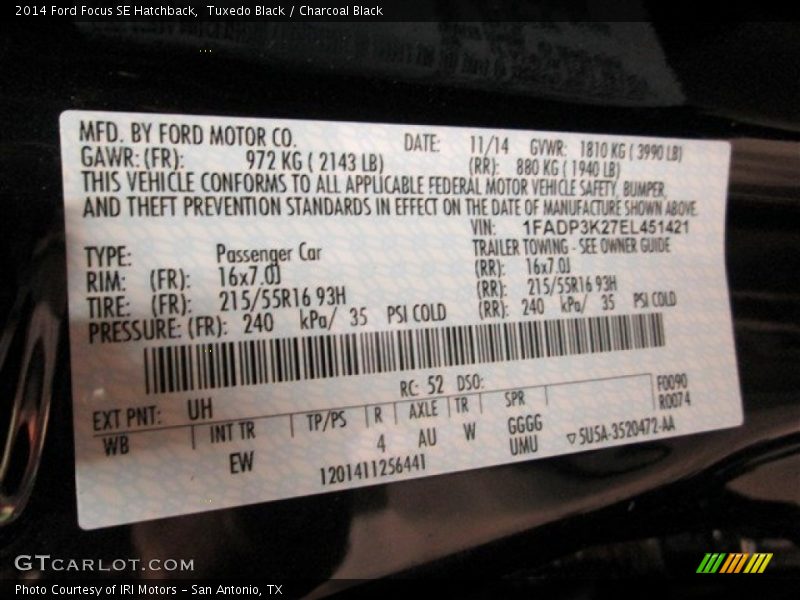 2014 Ford Focus SE Hatchback, Tuxedo Black / Charcoal Black
MFD. BY FORD MOTOR CO. DATE: 11/14 GVWR: 1810 KG ( 3990 LB)
GAWR: (FR): 972 KG ( 2143 LB) (RR): 880 KG ( 1940 LB)
THIS VEHICLE CONFORMS TO ALL APPLICABLE FEDERAL MOTOR VEHICLE SAFETY, BUMPER,
AND THEFT PREVENTION STANDARDS IN EFFECT ON THE DATE OF MANUFACTURE SHOWN ABOVE.
VIN: 1FADP3K27EL451421
TYPE: Passenger Car TRAILER TOWING - SEE OWNER GUIDE
RIM: (FR): 16x7.0J (RR): 16x7.0J
TIRE: (FR): 215/55R16 93H (RR): 215/55R16 93H
PRESSURE: (FR): 240 kPa/ 35 PSI COLD (RR): 240 kPa/ 35 PSI COLD
RC: 52 DSO: F0090
EXT PNT: UH R0074
WB INT TR TP/PS R AXLE TR SPR
EW 4 AU W GGGG
UMU ▽SU5A-3520472-AA
1201411256441
GTCARLOT.COM
Photo Courtesy of IRI Motors – San Antonio, TX